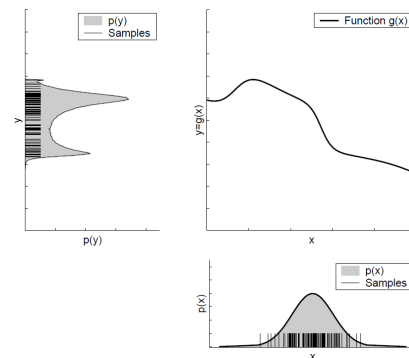 p(y)
Samples
y
p(y)
Function g(x)
y=g(x)
x
p(x)
Samples
p(x)
x